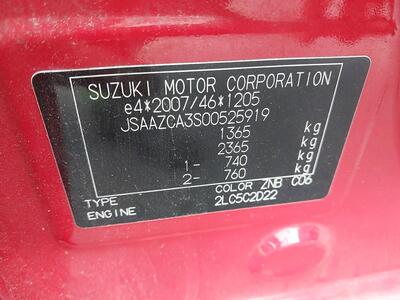 SUZUKI MOTOR CORPORATION
e4*2007/46*1205
JSAAZCA3S00525919
1365 kg
2365 kg
1- 740 kg
2- 760 kg
COLOR ZNB C06
TYPE 2LC5C2D22
ENGINE